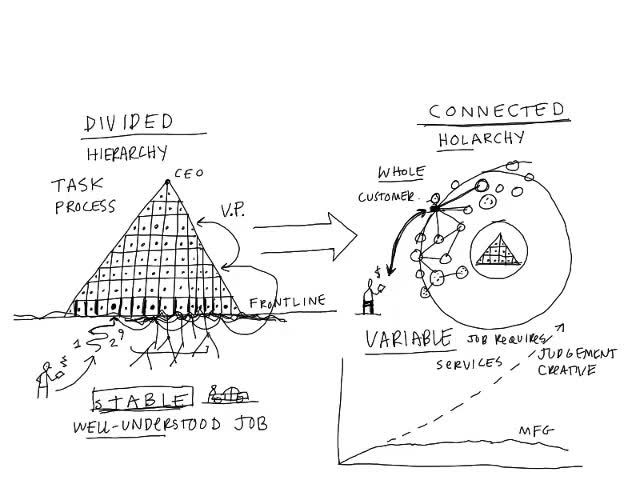 DIVIDED
HIERARCHY
CEO
TASK
PROCESS
V.P.
FRONTLINE
1
29
$
STABLE
WELL-UNDERSTOOD JOB
CONNECTED
HOLARCHY
WHOLE
CUSTOMER
$
VARIABLE JOB REQUIRES
JUDGEMENT
CREATIVE
SERVICES
MFG